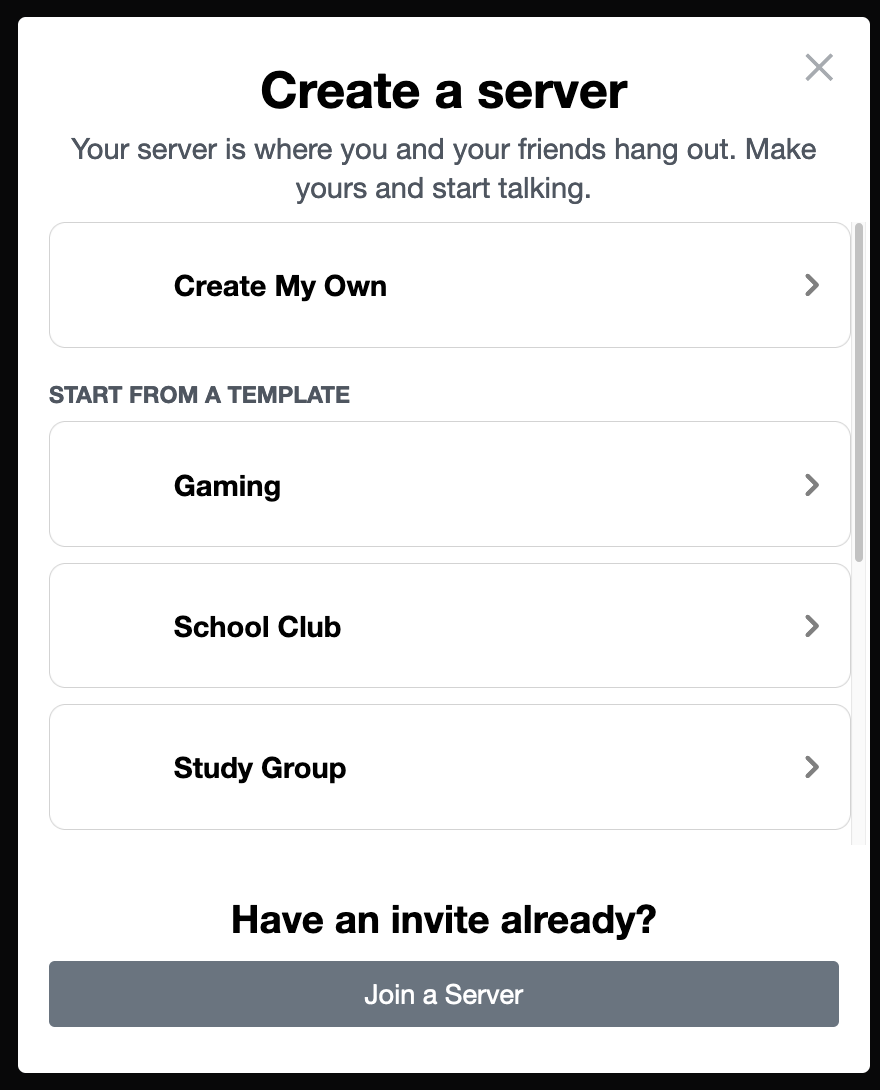 Create a server
Your server is where you and your friends hang out. Make
yours and start talking.
Create My Own
START FROM A TEMPLATE
Gaming
School Club
Study Group
Have an invite already?
Join a Server